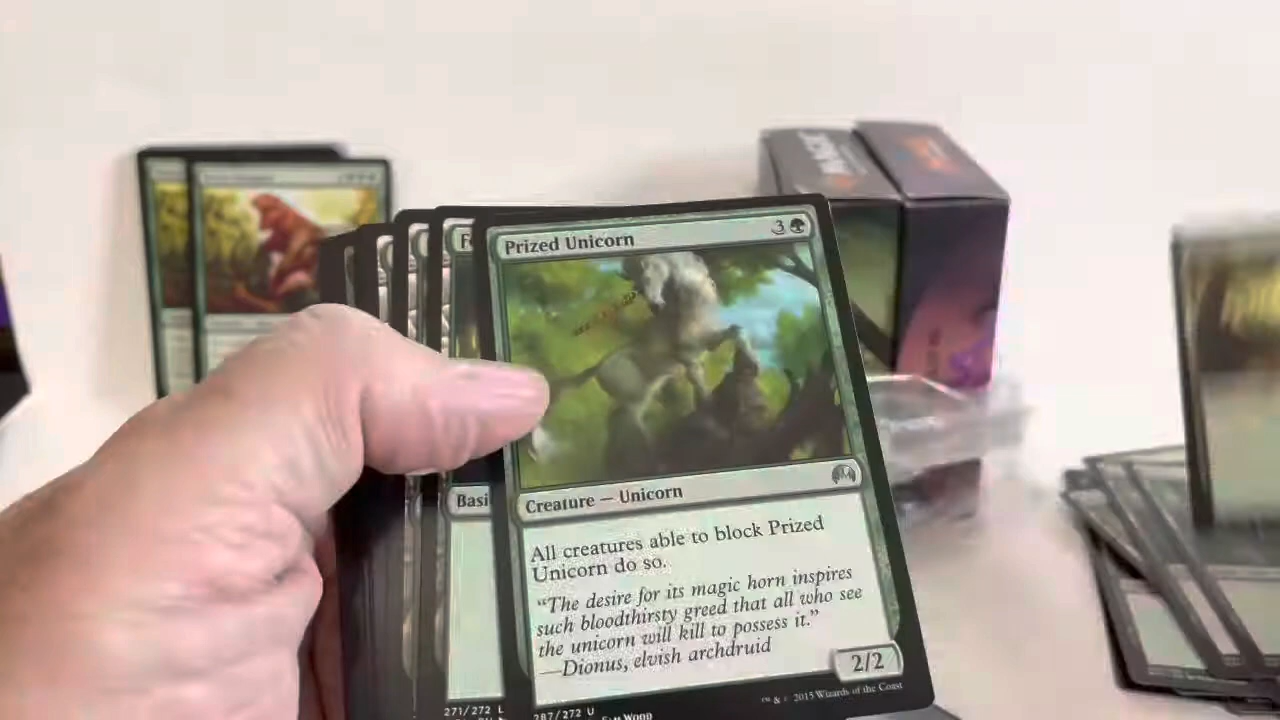 Prized Unicorn
3
Creature — Unicorn
All creatures able to block Prized
Unicorn do so.
"The desire for its magic horn inspires
such bloodthirsty greed that all who see
the unicorn will kill to possess it."
—Dionus, elvish archdruid
2/2
™ & © 2015 Wizards of the Coast
287/272 U
Basi
271/272 L